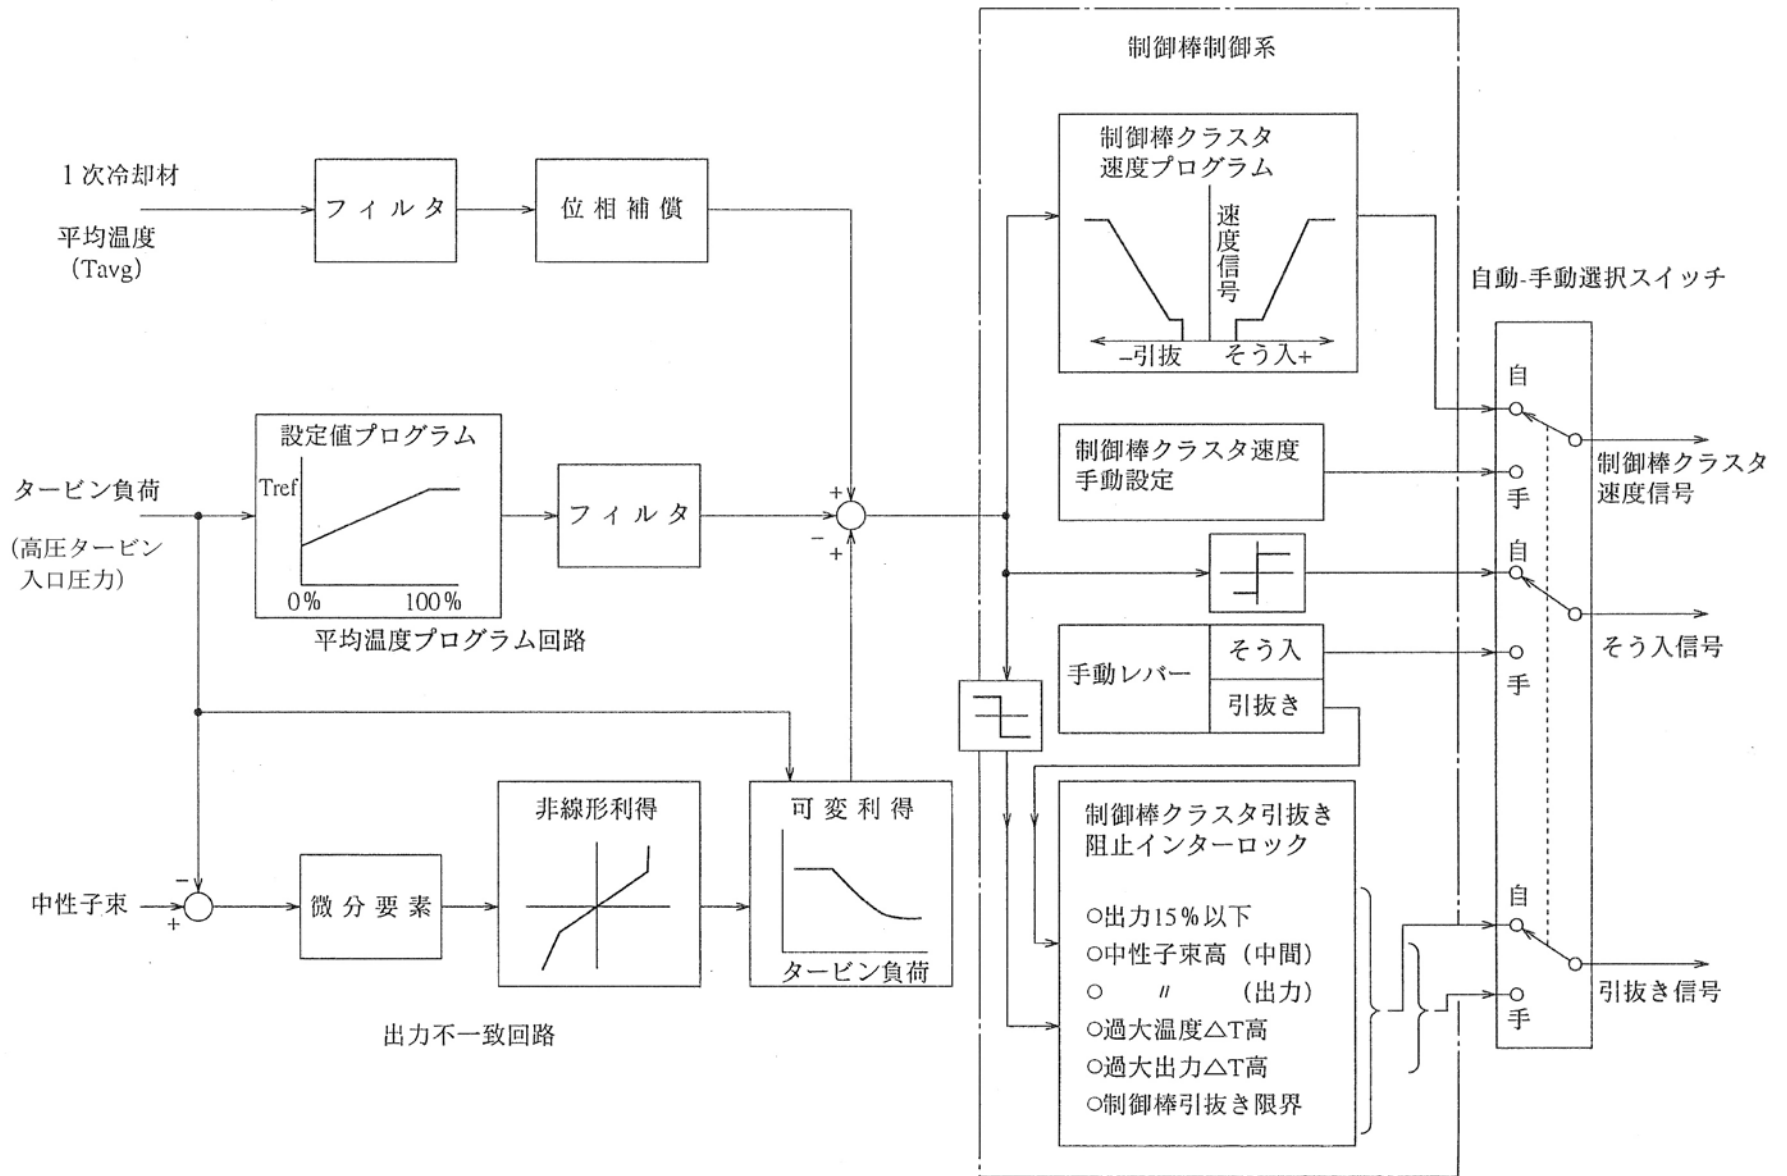 制御棒制御系
1次冷却材
平均温度
(Tavg)
フィルタ
位相補償
制御棒クラスタ
速度プログラム
速度信号
−引抜
そう入+
自動-手動選択スイッチ
自
手
制御棒クラスタ
速度信号
タービン負荷
(高圧タービン
入口圧力)
設定値プログラム
Tref
0%
100%
平均温度プログラム回路
フィルタ
+
−
+
制御棒クラスタ速度
手動設定
自
手
そう入信号
手動レバー
そう入
引抜き
中性子束
−
+
微分要素
非線形利得
可変利得
タービン負荷
出力不一致回路
制御棒クラスタ引抜き
阻止インターロック
○出力15%以下
○中性子束高(中間)
○ 〃 (出力)
○過大温度△T高
○過大出力△T高
○制御棒引抜き限界
自
手
引抜き信号